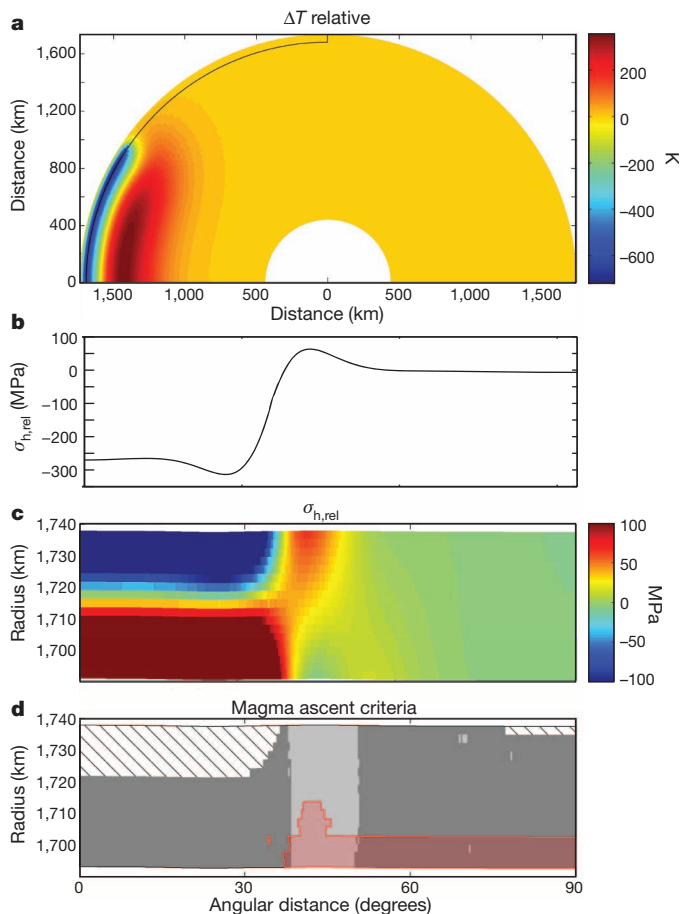 a
ΔT relative
1,600
1,200
800
400
0
Distance (km)
1,500 1,000 500 0 500 1,000 1,500
Distance (km)
200
0
−200
−400
−600
K
b
100
0
−100
−200
−300
σh,rel (MPa)
c
σh,rel
1,740
1,730
1,720
1,710
1,700
Radius (km)
100
50
0
−50
−100
MPa
d
Magma ascent criteria
1,740
1,730
1,720
1,710
1,700
Radius (km)
0 30 60 90
Angular distance (degrees)